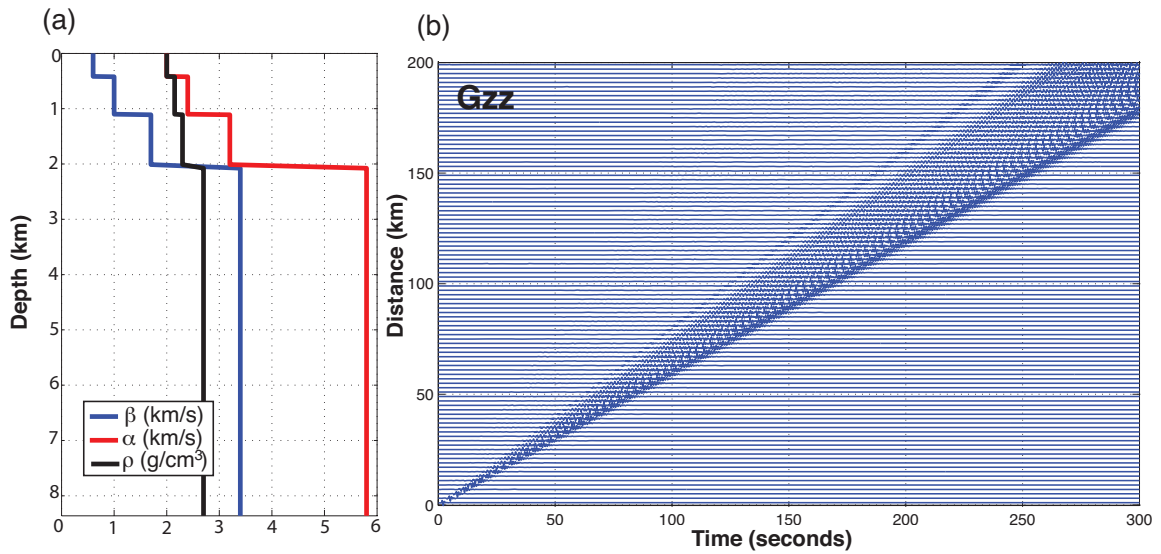 (a)
0
1
2
3
4
5
6
7
8
Depth (km)
β (km/s)
α (km/s)
ρ (g/cm³)
0 1 2 3 4 5 6
(b)
Gzz
200
150
100
50
0
Distance (km)
0 50 100 150 200 250 300
Time (seconds)